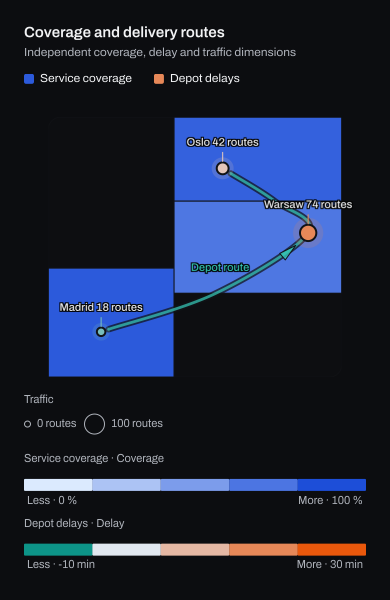 Coverage and delivery routes
Independent coverage, delay and traffic dimensions
Service coverage
Depot delays
Oslo 42 routes
Warsaw 74 routes
Depot route
Madrid 18 routes
Traffic
0 routes
100 routes
Service coverage · Coverage
Less · 0 %
More · 100 %
Depot delays · Delay
Less · -10 min
More · 30 min